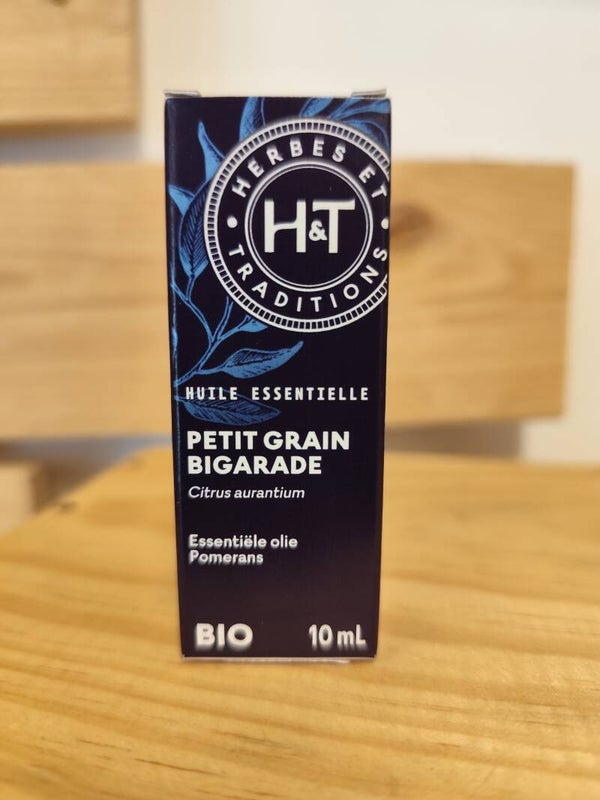 HERBES ET
H&T
TRADITIONS
HUILE ESSENTIELLE
PETIT GRAIN
BIGARADE
Citrus aurantium
Essentiële olie
Pomerans
BIO 10 mL